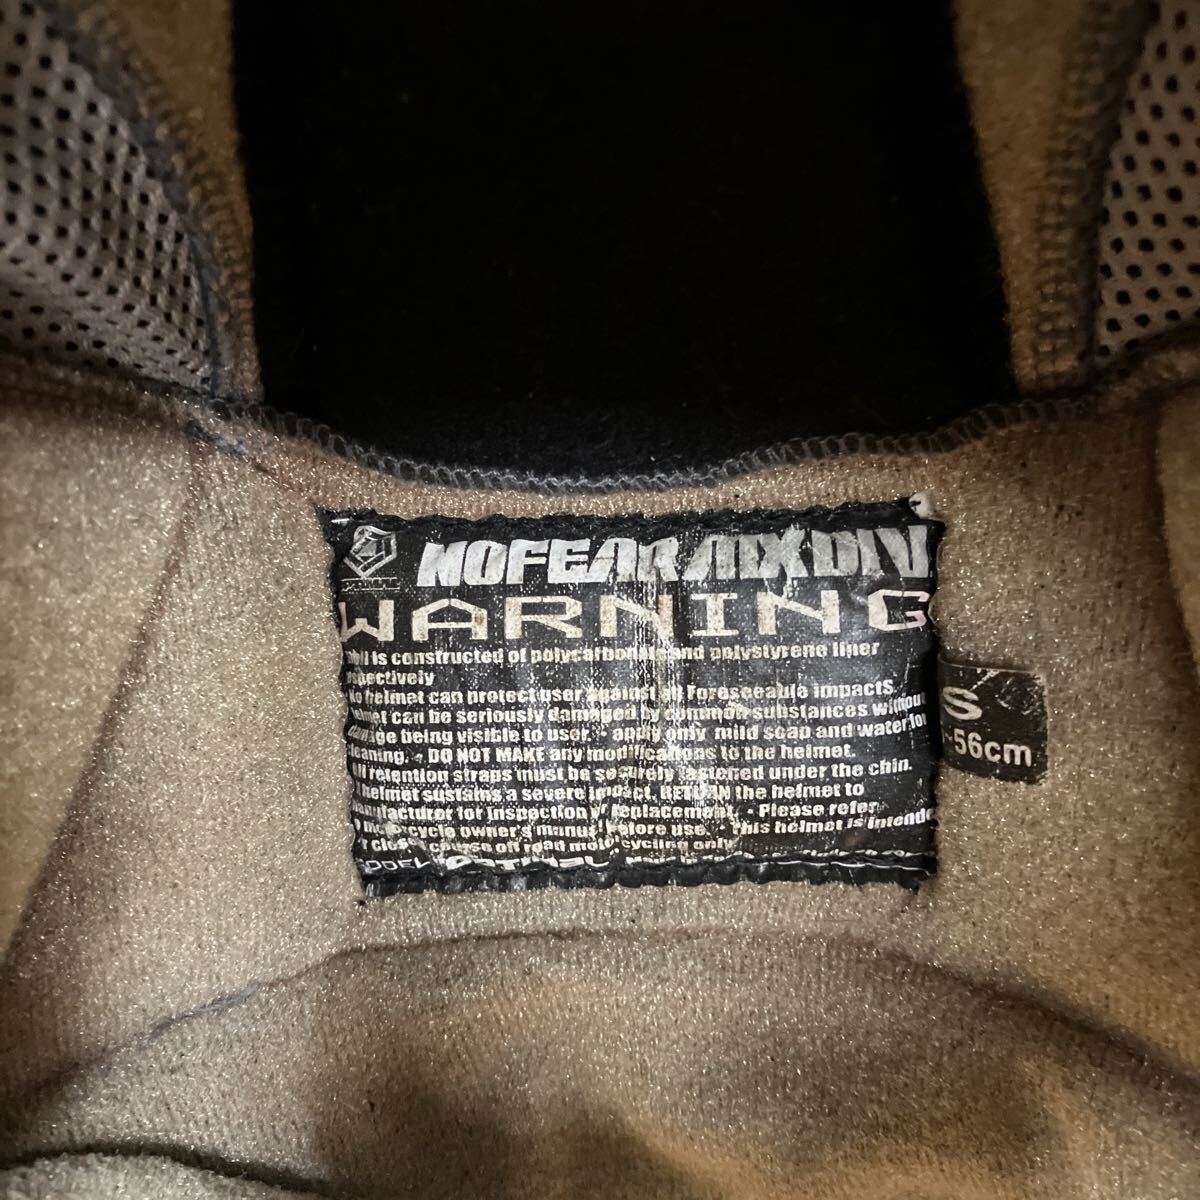 NOFEAR MX DIV
WARNING
is constructed of polycarbonate and polystyrene liner
spectively
No helmet can protect user against all Foreseeable impacts.
can be seriously damaged by common substances without
being visible to user. - apply only mild soap and water for
cleaning. - DO NOT MAKE any modifications to the helmet.
retention straps must be securely fastened under the chin.
helmet sustains a severe impact, RETURN the helmet to
for inspection replacement. - Please refer
owner's manual before use. This helmet is intende
course off road motorcycling only
S
-56cm